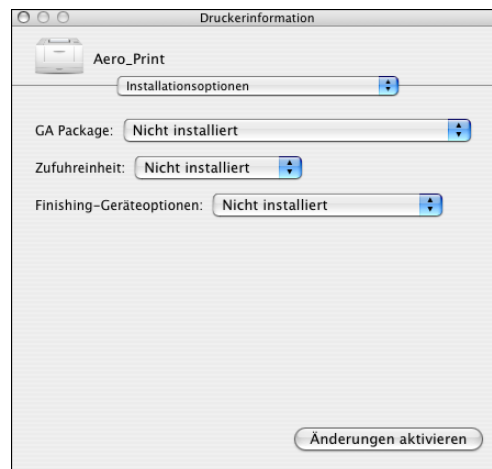 Druckerinformation
Aero_Print
Installationsoptionen
GA Package: Nicht installiert
Zufuhreinheit: Nicht installiert
Finishing-Geräteoptionen: Nicht installiert
Änderungen aktivieren